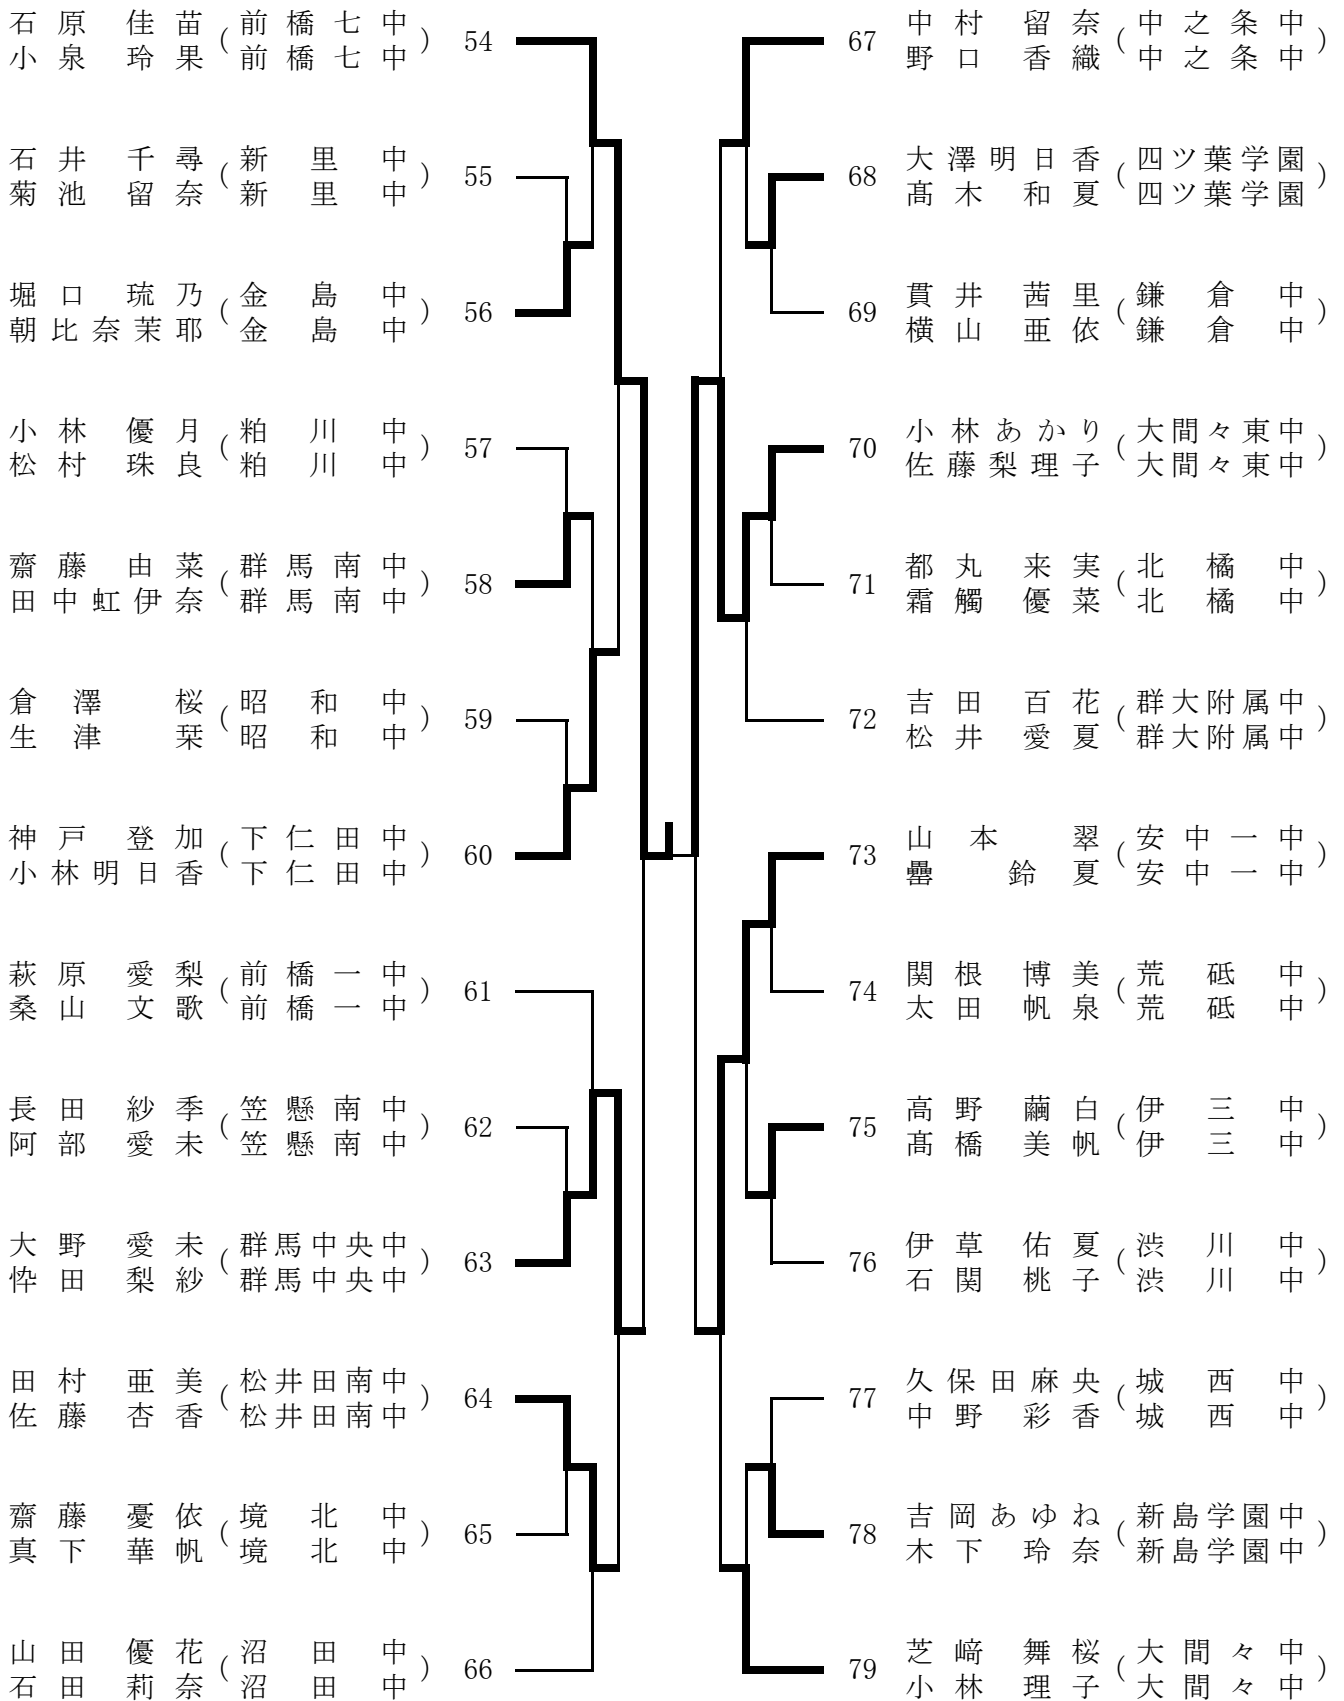 石原 佳苗 (前橋七中) 54
小泉 玲果 (前橋七中)
石井 千尋 (新里中) 55
菊池 留奈 (新里中)
堀口 琉乃 (金島中) 56
朝比奈茉耶 (金島中)
小林 優月 (粕川中) 57
松村 珠良 (粕川中)
齋藤 由菜 (群馬南中) 58
田中虹伊奈 (群馬南中)
倉澤 桜 (昭和中) 59
生津 栞 (昭和中)
神戸 登加 (下仁田中) 60
小林明日香 (下仁田中)
萩原 愛梨 (前橋一中) 61
桑山 文歌 (前橋一中)
長田 紗季 (笠懸南中) 62
阿部 愛未 (笠懸南中)
大野 愛未 (群馬中央中) 63
忰田 梨紗 (群馬中央中)
田村 亜美 (松井田南中) 64
佐藤 杏香 (松井田南中)
齋藤 憂依 (境北中) 65
真下 華帆 (境北中)
山田 優花 (沼田中) 66
石田 莉奈 (沼田中)
67 中村 留奈 (中之条中)
野口 香織 (中之条中)
68 大澤明日香 (四ツ葉学園)
髙木 和夏 (四ツ葉学園)
69 貫井 茜里 (鎌倉中)
横山 亜依 (鎌倉中)
70 小林あかり (大間々東中)
佐藤梨理子 (大間々東中)
71 都丸 来実 (北橘中)
霜觸 優菜 (北橘中)
72 吉田 百花 (群大附属中)
松井 愛夏 (群大附属中)
73 山本 翠 (安中一中)
鈴夏 (安中一中)
74 関根 博美 (荒砥中)
太田 帆泉 (荒砥中)
75 高野 繭白 (伊三中)
髙橋 美帆 (伊三中)
76 伊草 佑夏 (渋川中)
石関 桃子 (渋川中)
77 久保田麻央 (城西中)
中野 彩香 (城西中)
78 吉岡あゆね (新島学園中)
木下 玲奈 (新島学園中)
79 芝﨑 舞桜 (大間々中)
小林 理子 (大間々中)